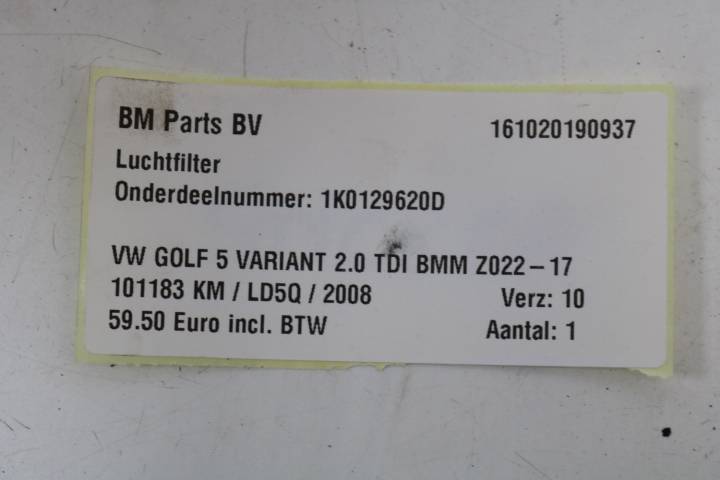 BM Parts BV 161020190937
Luchtfilter
Onderdeelnummer: 1K0129620D
VW GOLF 5 VARIANT 2.0 TDI BMM Z022-17
101183 KM / LD5Q / 2008 Verz: 10
59.50 Euro incl. BTW Aantal: 1